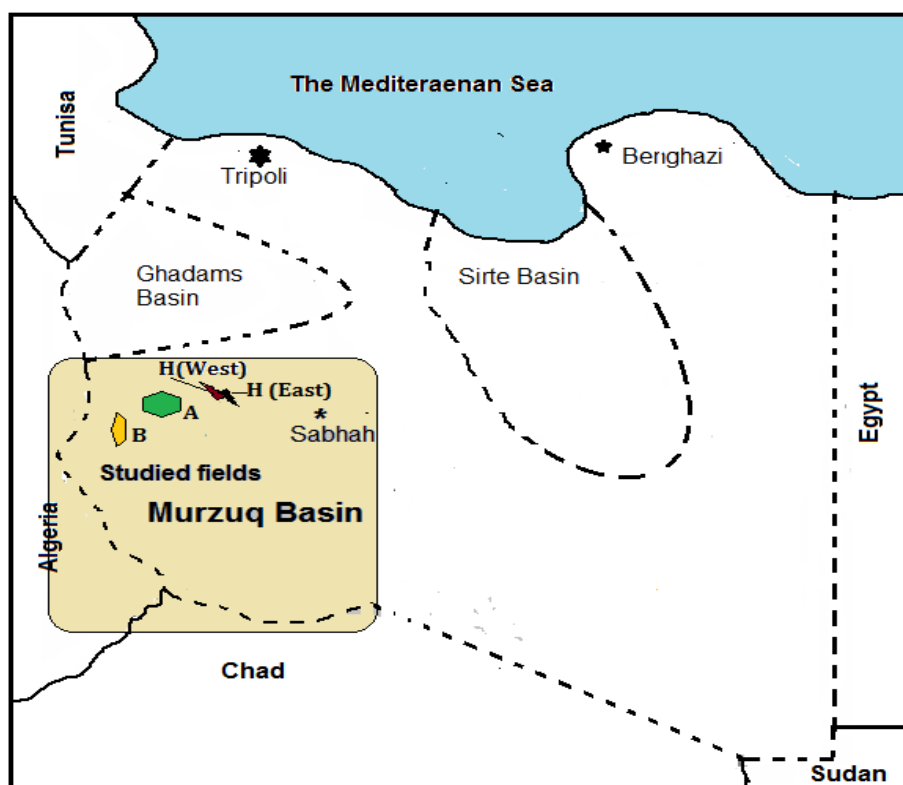 The Mediteraenan Sea
Tunisa
Tripoli
Benghazi
Ghadams
Basin
Sirte Basin
H(West)
H (East)
A
B
Sabhah
Studied fields
Murzuq Basin
Algeria
Egypt
Chad
Sudan